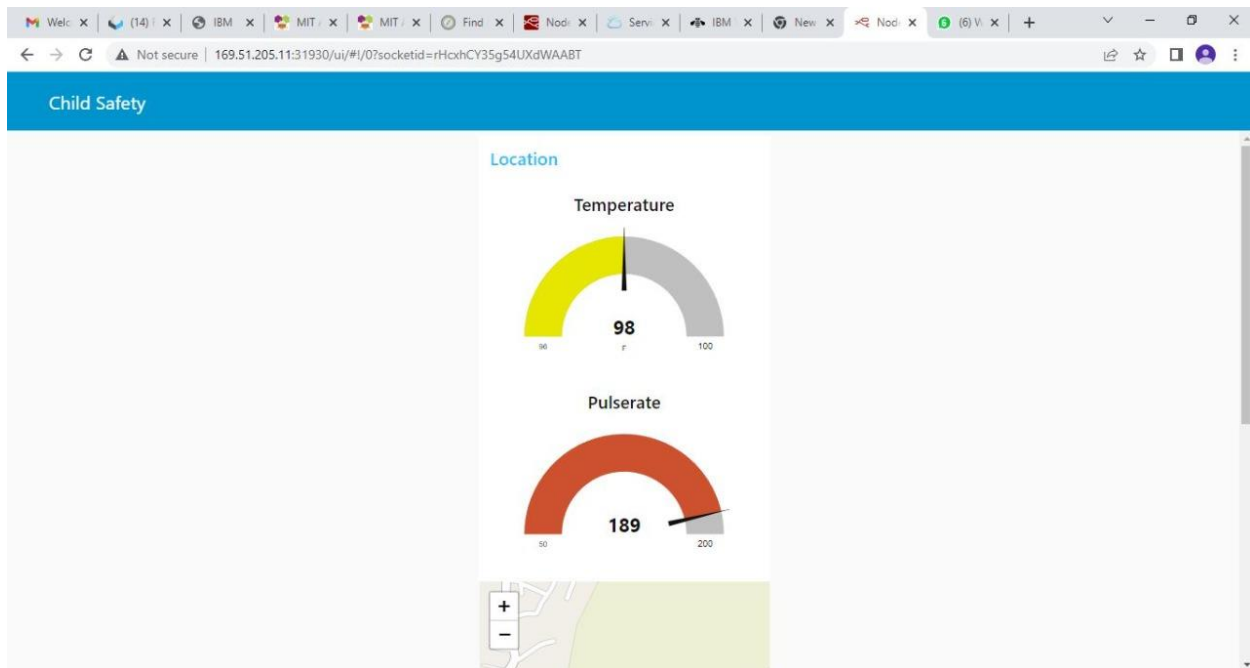 Welc (14) IBM MIT MIT Find Node Servi IBM New Node (6) W
Not secure 169.51.205.11:31930/ui/#!/0?socketid=rHcxhCY35g54UXdWAABT
Child Safety
Location
Temperature
98
96 F 100
Pulserate
189
50 200
+
−